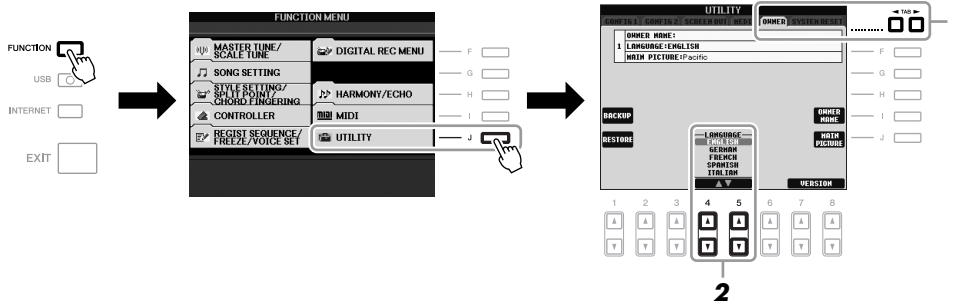 FUNCTION
USB
INTERNET
EXIT
FUNCTION MENU
MASTER TUNE/
SCALE TUNE
SONG SETTING
STYLE SETTING/
SPLIT POINT/
CHORD FINGERING
CONTROLLER
REGIST SEQUENCE/
FREEZE/VOICE SET
DIGITAL REC MENU
HARMONY/ECHO
MIDI
UTILITY
F
G
H
I
J
UTILITY
CONFIG 1 CONFIG 2 SCREEN OUT MEDIA OWNER SYSTEM RESET
◄ TAB ►
OWNER NAME:
1 LANGUAGE:ENGLISH
MAIN PICTURE:Pacific
BACKUP
RESTORE
OWNER
NAME
MAIN
PICTURE
LANGUAGE
ENGLISH
GERMAN
FRENCH
SPANISH
ITALIAN
▲▼
VERSION
F
G
H
I
J
1 2 3 4 5 6 7 8
2